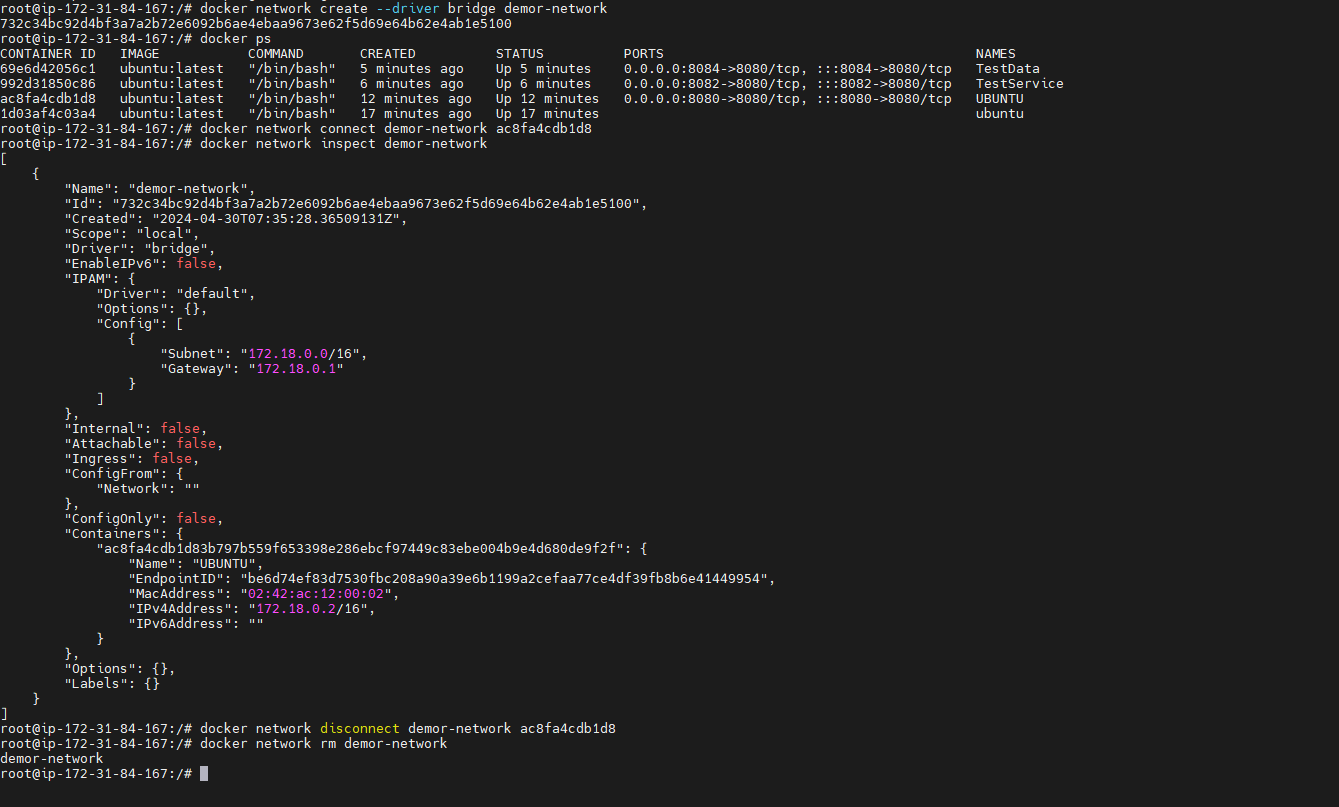 root@ip-172-31-84-167:/# docker network create --driver bridge demor-network
732c34bc92d4bf3a7a2b72e6092b6ae4ebaa9673e62f5d69e64b62e4ab1e5100
root@ip-172-31-84-167:/# docker ps
CONTAINER ID   IMAGE           COMMAND       CREATED          STATUS          PORTS                                       NAMES
69e6d42056c1   ubuntu:latest   "/bin/bash"   5 minutes ago    Up 5 minutes    0.0.0.0:8084->8080/tcp, :::8084->8080/tcp   TestData
992d31850c86   ubuntu:latest   "/bin/bash"   6 minutes ago    Up 6 minutes    0.0.0.0:8082->8080/tcp, :::8082->8080/tcp   TestService
ac8fa4cdb1d8   ubuntu:latest   "/bin/bash"   12 minutes ago   Up 12 minutes   0.0.0.0:8080->8080/tcp, :::8080->8080/tcp   UBUNTU
1d03af4c03a4   ubuntu:latest   "/bin/bash"   17 minutes ago   Up 17 minutes                                               ubuntu
root@ip-172-31-84-167:/# docker network connect demor-network ac8fa4cdb1d8
root@ip-172-31-84-167:/# docker network inspect demor-network
[
    {
        "Name": "demor-network",
        "Id": "732c34bc92d4bf3a7a2b72e6092b6ae4ebaa9673e62f5d69e64b62e4ab1e5100",
        "Created": "2024-04-30T07:35:28.36509131Z",
        "Scope": "local",
        "Driver": "bridge",
        "EnableIPv6": false,
        "IPAM": {
            "Driver": "default",
            "Options": {},
            "Config": [
                {
                    "Subnet": "172.18.0.0/16",
                    "Gateway": "172.18.0.1"
                }
            ]
        },
        "Internal": false,
        "Attachable": false,
        "Ingress": false,
        "ConfigFrom": {
            "Network": ""
        },
        "ConfigOnly": false,
        "Containers": {
            "ac8fa4cdb1d83b797b559f653398e286ebcf97449c83ebe004b9e4d680de9f2f": {
                "Name": "UBUNTU",
                "EndpointID": "be6d74ef83d7530fbc208a90a39e6b1199a2cefaa77ce4df39fb8b6e41449954",
                "MacAddress": "02:42:ac:12:00:02",
                "IPv4Address": "172.18.0.2/16",
                "IPv6Address": ""
            }
        },
        "Options": {},
        "Labels": {}
    }
]
root@ip-172-31-84-167:/# docker network disconnect demor-network ac8fa4cdb1d8
root@ip-172-31-84-167:/# docker network rm demor-network
demor-network
root@ip-172-31-84-167:/#